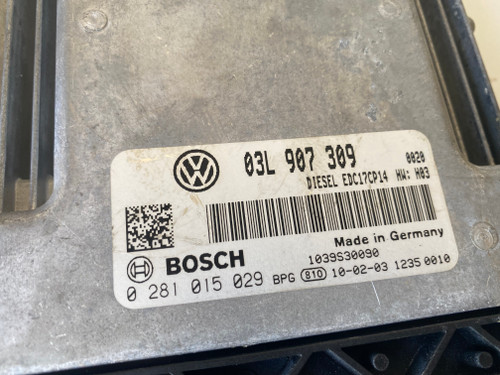 03L 907 309 0020
DIESEL EDC17CP14 HW: H03
Made in Germany
BOSCH 1039S30090
0 281 015 029 BPG 810 10-02-03 1235 0010